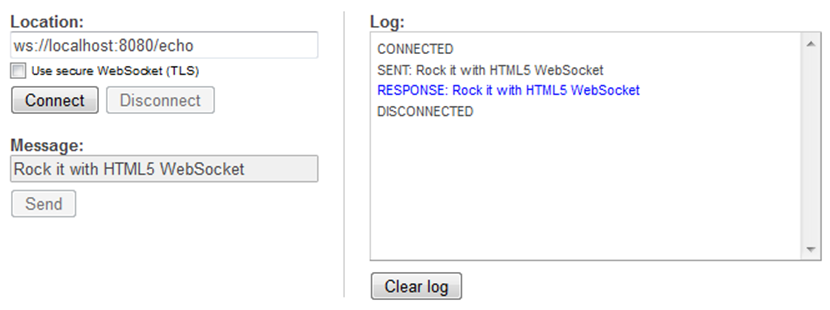 Location:
ws://localhost:8080/echo
Use secure WebSocket (TLS)
Connect Disconnect
Message:
Rock it with HTML5 WebSocket
Send
Log:
CONNECTED
SENT: Rock it with HTML5 WebSocket
RESPONSE: Rock it with HTML5 WebSocket
DISCONNECTED
Clear log